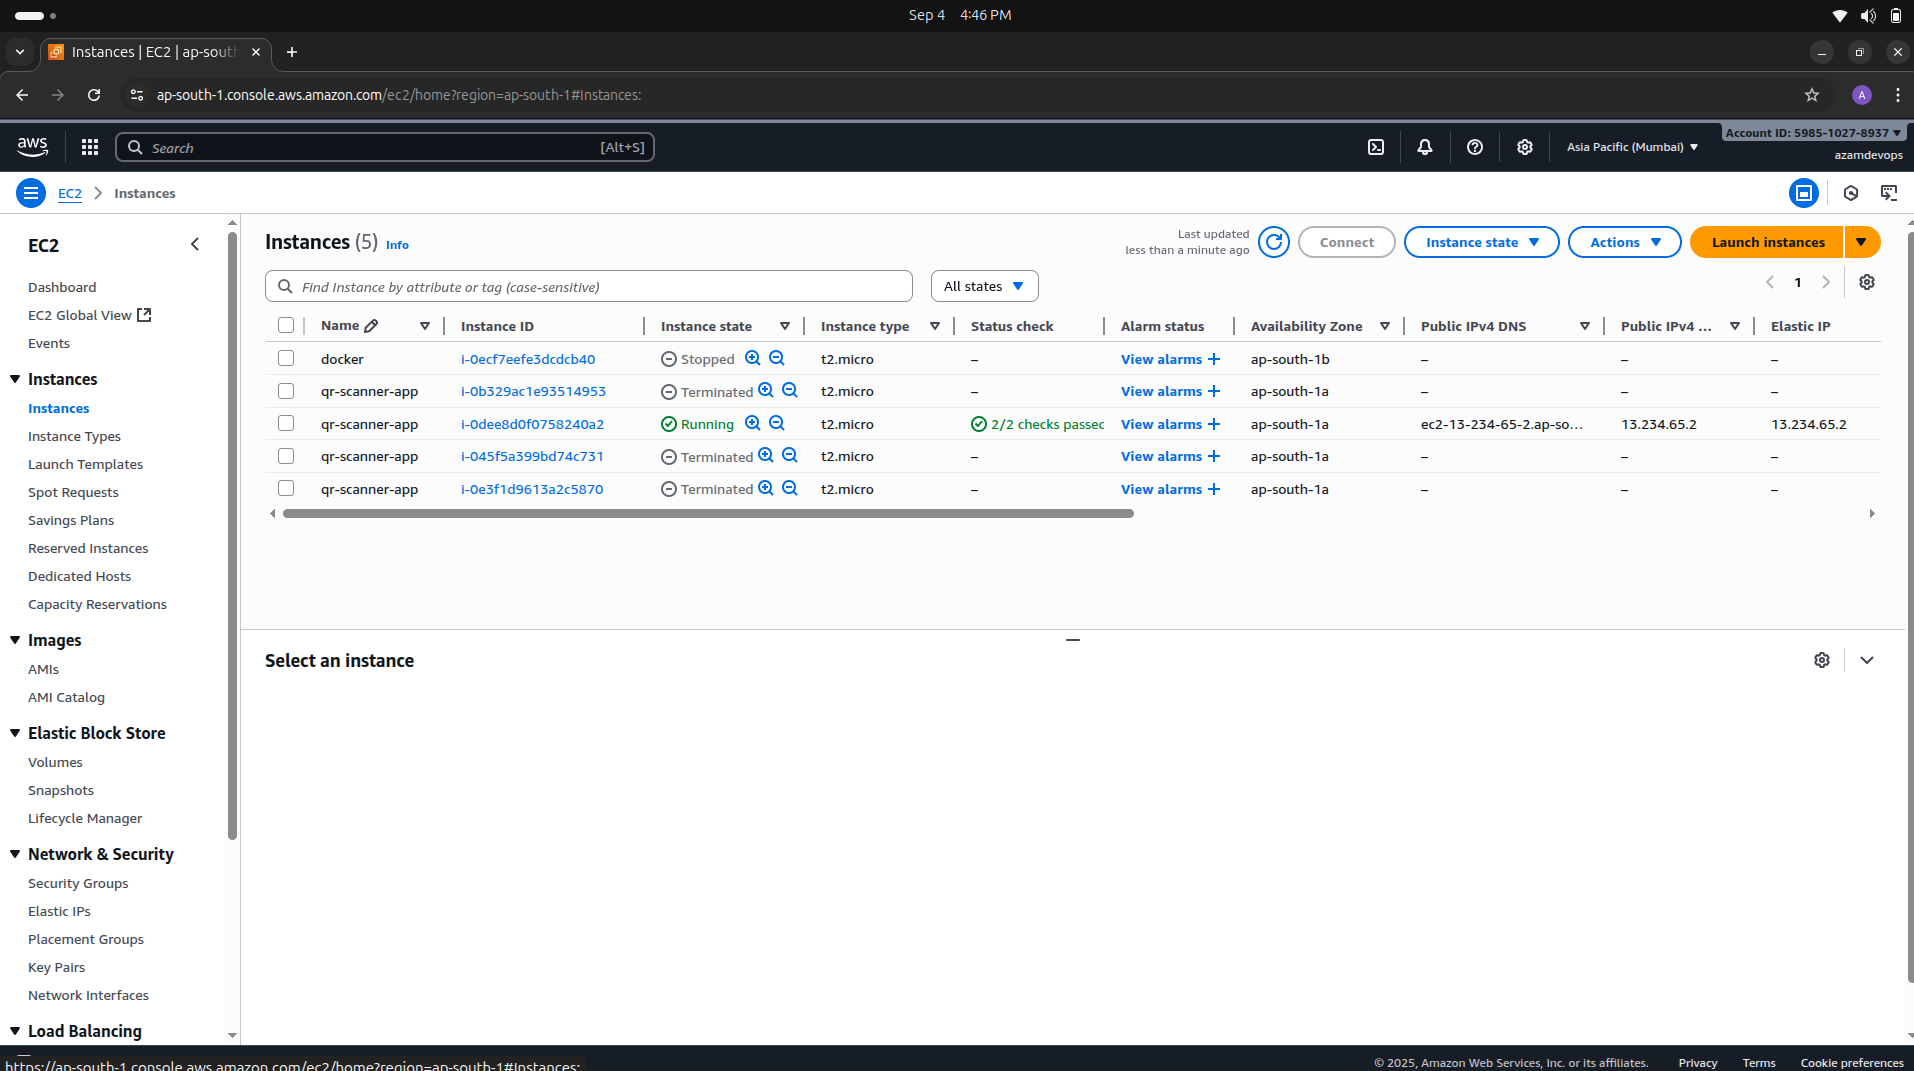 Sep 4 4:46 PM
Instances | EC2 | ap-sout
ap-south-1.console.aws.amazon.com/ec2/home?region=ap-south-1#Instances:
A
aws
Search [Alt+S]
Asia Pacific (Mumbai)
Account ID: 5985-1027-8937
azamdevops
EC2 Instances
EC2
Dashboard
EC2 Global View
Events
Instances
Instances
Instance Types
Launch Templates
Spot Requests
Savings Plans
Reserved Instances
Dedicated Hosts
Capacity Reservations
Images
AMIs
AMI Catalog
Elastic Block Store
Volumes
Snapshots
Lifecycle Manager
Network & Security
Security Groups
Elastic IPs
Placement Groups
Key Pairs
Network Interfaces
Load Balancing
Instances (5) Info
Last updated
less than a minute ago
Connect Instance state Actions Launch instances
Find Instance by attribute or tag (case-sensitive) All states 1
Name Instance ID Instance state Instance type Status check Alarm status Availability Zone Public IPv4 DNS Public IPv4 ... Elastic IP
docker i-0ecf7eefe3dcdcb40 Stopped t2.micro – View alarms + ap-south-1b – – –
qr-scanner-app i-0b329ac1e93514953 Terminated t2.micro – View alarms + ap-south-1a – – –
qr-scanner-app i-0dee8d0f0758240a2 Running t2.micro 2/2 checks passed View alarms + ap-south-1a ec2-13-234-65-2.ap-so... 13.234.65.2 13.234.65.2
qr-scanner-app i-045f5a399bd74c731 Terminated t2.micro – View alarms + ap-south-1a – – –
qr-scanner-app i-0e3f1d9613a2c5870 Terminated t2.micro – View alarms + ap-south-1a – – –
Select an instance
https://ap-south-1.console.aws.amazon.com/ec2/home?region=ap-south-1#Instances:
© 2025, Amazon Web Services, Inc. or its affiliates. Privacy Terms Cookie preferences